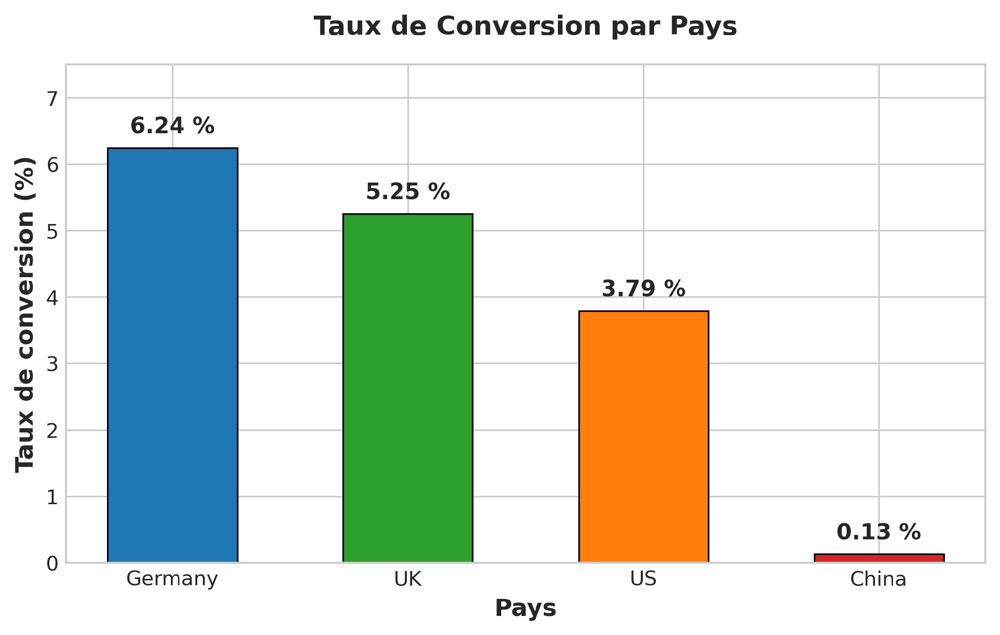 Taux de Conversion par Pays
Taux de conversion (%)
7
6
5
4
3
2
1
0
6.24 %
5.25 %
3.79 %
0.13 %
Germany
UK
US
China
Pays